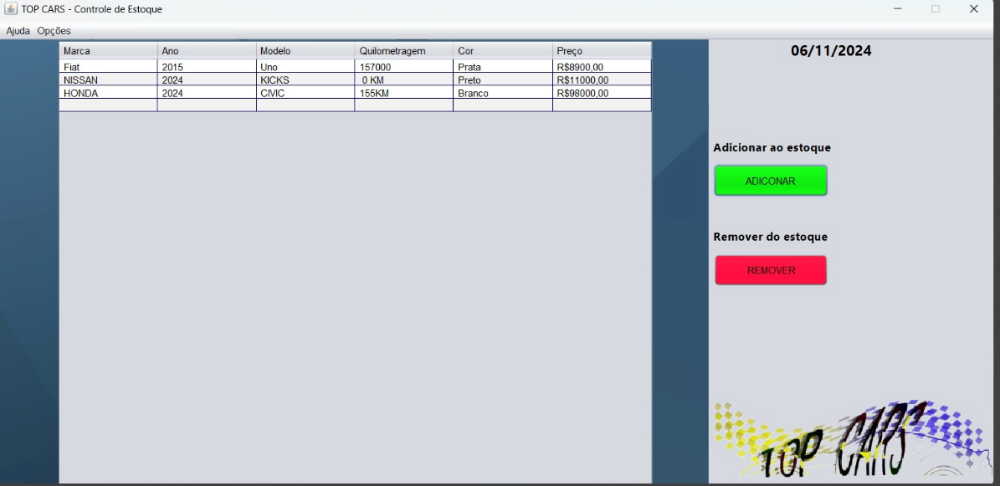 TOP CARS - Controle de Estoque
Ajuda Opções
Marca Ano Modelo Quilometragem Cor Preço
Fiat 2015 Uno 157000 Prata R$8900,00
NISSAN 2024 KICKS 0 KM Preto R$11000,00
HONDA 2024 CIVIC 155KM Branco R$98000,00
06/11/2024
Adicionar ao estoque
ADICONAR
Remover do estoque
REMOVER
TOP CARS